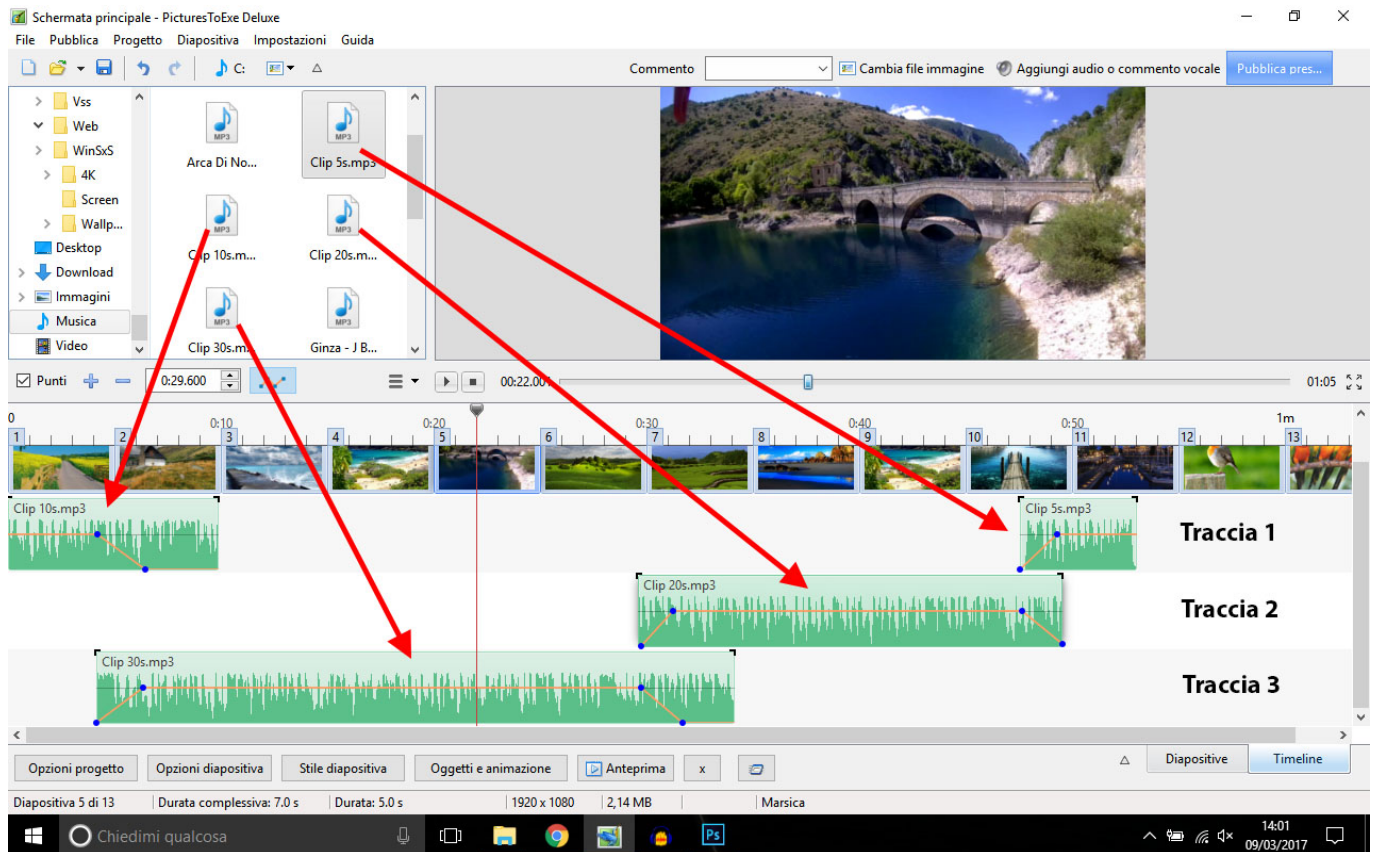 Schermata principale - PicturesToExe Deluxe
File Pubblica Progetto Diapositiva Impostazioni Guida
C: Commento Cambia file immagine Aggiungi audio o commento vocale Pubblica pres...
Vss
Web
WinSxS
4K
Screen
Wallp...
Desktop
Download
Immagini
Musica
Video
MP3 MP3
Arca Di No... Clip 5s.mp3
MP3 MP3
Clip 10s.m... Clip 20s.m...
MP3 MP3
Clip 30s.m... Ginza - J B...
Punti 0:29.600 00:22.001 01:05
0 0:10 0:20 0:30 0:40 0:50 1m
1 2 3 4 5 6 7 8 9 10 11 12 13
Clip 10s.mp3 Clip 5s.mp3 Traccia 1
Clip 20s.mp3 Traccia 2
Clip 30s.mp3 Traccia 3
Opzioni progetto Opzioni diapositiva Stile diapositiva Oggetti e animazione Anteprima x Diapositive Timeline
Diapositiva 5 di 13 Durata complessiva: 7.0 s Durata: 5.0 s 1920 x 1080 2,14 MB Marsica
Chiedimi qualcosa Ps 14:01
09/03/2017